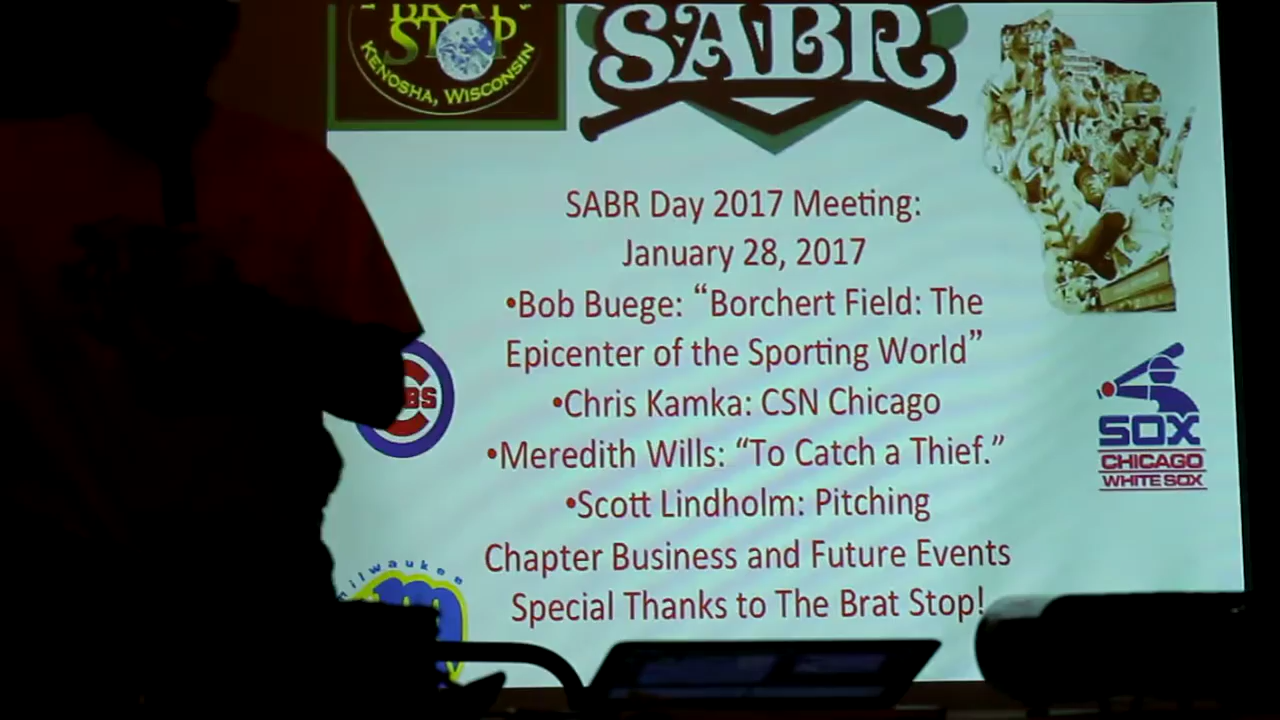 BRAT
STOP
KENOSHA, WISCONSIN
SABR
SABR Day 2017 Meeting:
January 28, 2017
•Bob Buege: “Borchert Field: The
Epicenter of the Sporting World”
•Chris Kamka: CSN Chicago
•Meredith Wills: “To Catch a Thief.”
•Scott Lindholm: Pitching
Chapter Business and Future Events
Special Thanks to The Brat Stop!
BS
SOX
CHICAGO
WHITE SOX
milwaukee